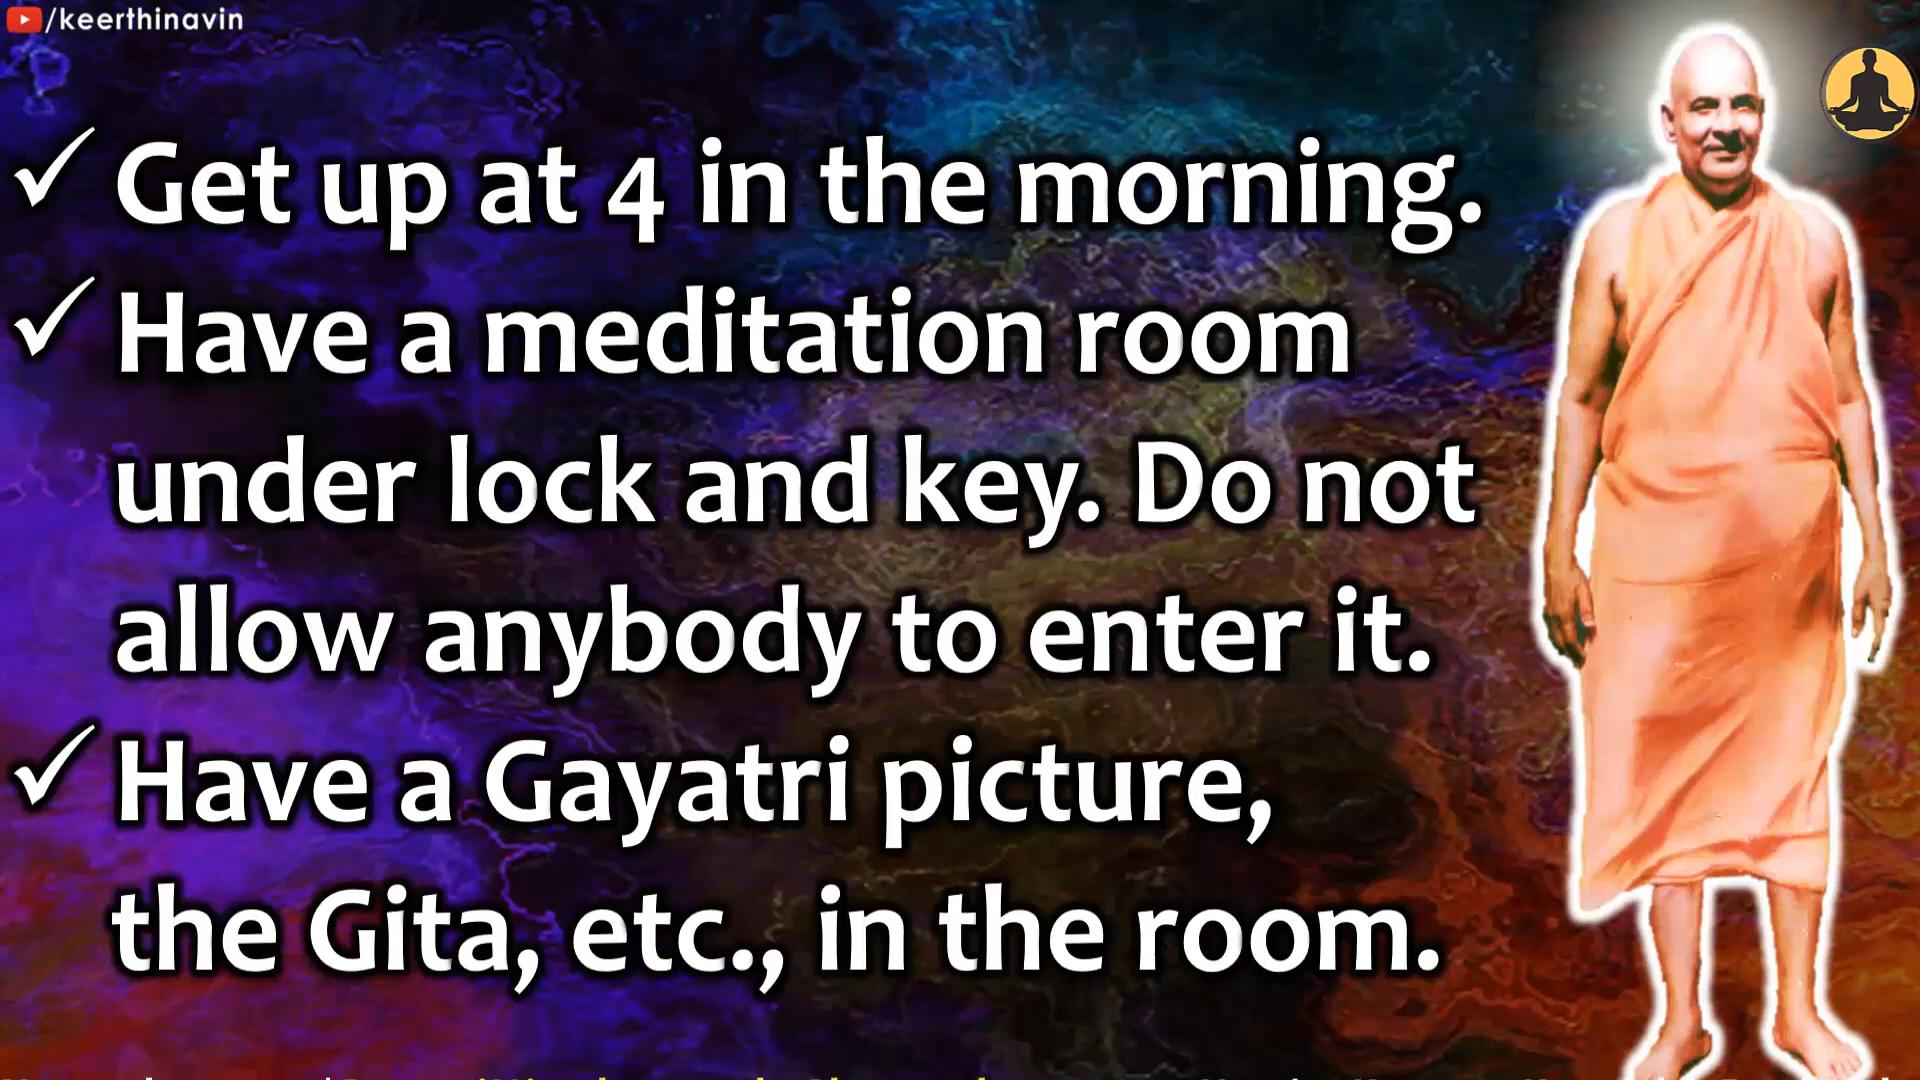 /keerthinavin
✓ Get up at 4 in the morning.
✓ Have a meditation room
under lock and key. Do not
allow anybody to enter it.
✓ Have a Gayatri picture,
the Gita, etc., in the room.